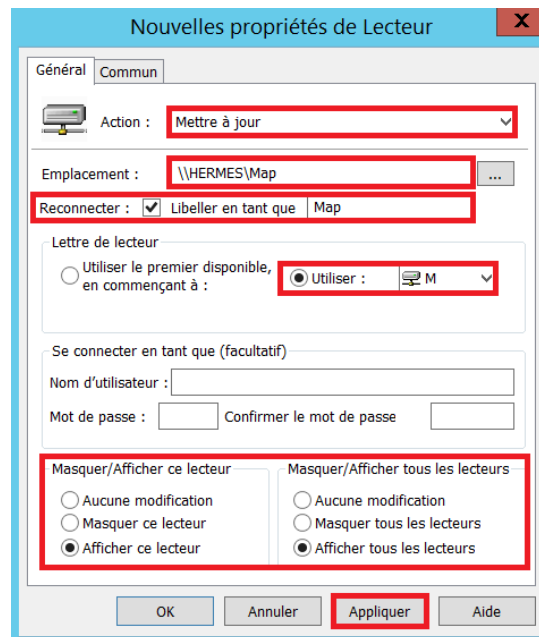 Nouvelles propriétés de Lecteur
X
Général Commun
Action : Mettre à jour
Emplacement : \\HERMES\Map ...
Reconnecter : Libeller en tant que Map
Lettre de lecteur
Utiliser le premier disponible,
en commençant à :
Utiliser : M
Se connecter en tant que (facultatif)
Nom d'utilisateur :
Mot de passe : Confirmer le mot de passe
Masquer/Afficher ce lecteur
Aucune modification
Masquer ce lecteur
Afficher ce lecteur
Masquer/Afficher tous les lecteurs
Aucune modification
Masquer tous les lecteurs
Afficher tous les lecteurs
OK Annuler Appliquer Aide